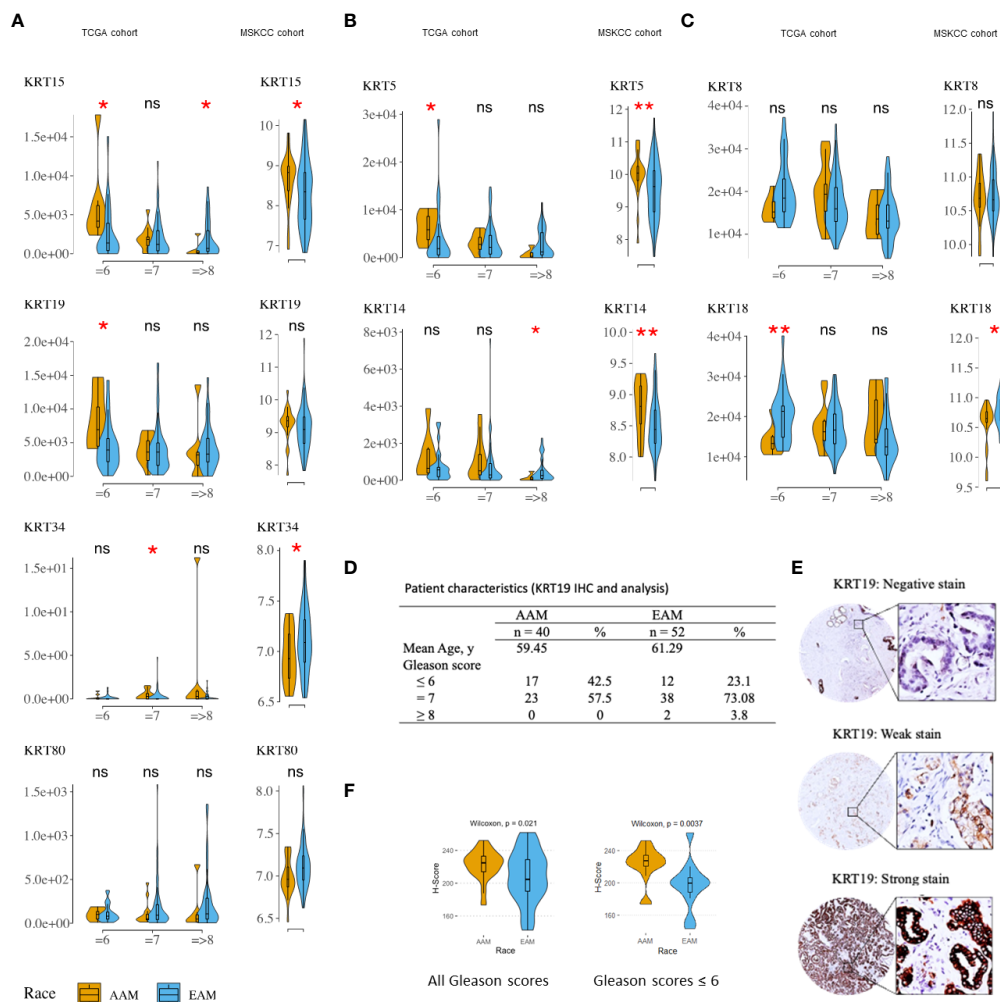 A
TCGA cohort
MSKCC cohort
KRT15
* ns *
1.5e+04
1.0e+04
5.0e+03
0.0e+00
=6 =7 =>8
KRT15
*
10
9
8
7
KRT19
* ns ns
2.0e+04
1.5e+04
1.0e+04
5.0e+03
0.0e+00
=6 =7 =>8
KRT19
ns
12
11
10
9
8
KRT34
ns * ns
1.5e+01
1.0e+01
5.0e+00
0.0e+00
=6 =7 =>8
KRT34
*
8.0
7.5
7.0
6.5
KRT80
ns ns ns
2.0e+03
1.5e+03
1.0e+03
5.0e+02
0.0e+00
=6 =7 =>8
KRT80
ns
8.0
7.5
7.0
6.5
Race AAM EAM
B
TCGA cohort
MSKCC cohort
KRT5
* ns ns
3e+04
2e+04
1e+04
0e+00
=6 =7 =>8
KRT5
**
12
11
10
9
8
KRT14
ns ns *
8e+03
6e+03
4e+03
2e+03
0e+00
=6 =7 =>8
KRT14
**
10.0
9.5
9.0
8.5
8.0
C
TCGA cohort
MSKCC cohort
KRT8
ns ns ns
4e+04
3e+04
2e+04
1e+04
=6 =7 =>8
KRT8
ns
12.0
11.5
11.0
10.5
10.0
KRT18
** ns ns
4e+04
3e+04
2e+04
1e+04
=6 =7 =>8
KRT18
*
12.0
11.5
11.0
10.5
10.0
9.5
D
Patient characteristics (KRT19 IHC and analysis)
AAM EAM
n = 40 % n = 52 %
Mean Age, y 59.45 61.29
Gleason score
≤ 6 17 42.5 12 23.1
= 7 23 57.5 38 73.08
≥ 8 0 0 2 3.8
E
KRT19: Negative stain
KRT19: Weak stain
KRT19: Strong stain
F
Wilcoxon, p = 0.021
H-Score
240
200
160
AAM EAM
Race
All Gleason scores
Wilcoxon, p = 0.0037
H-Score
240
200
160
AAM EAM
Race
Gleason scores ≤ 6